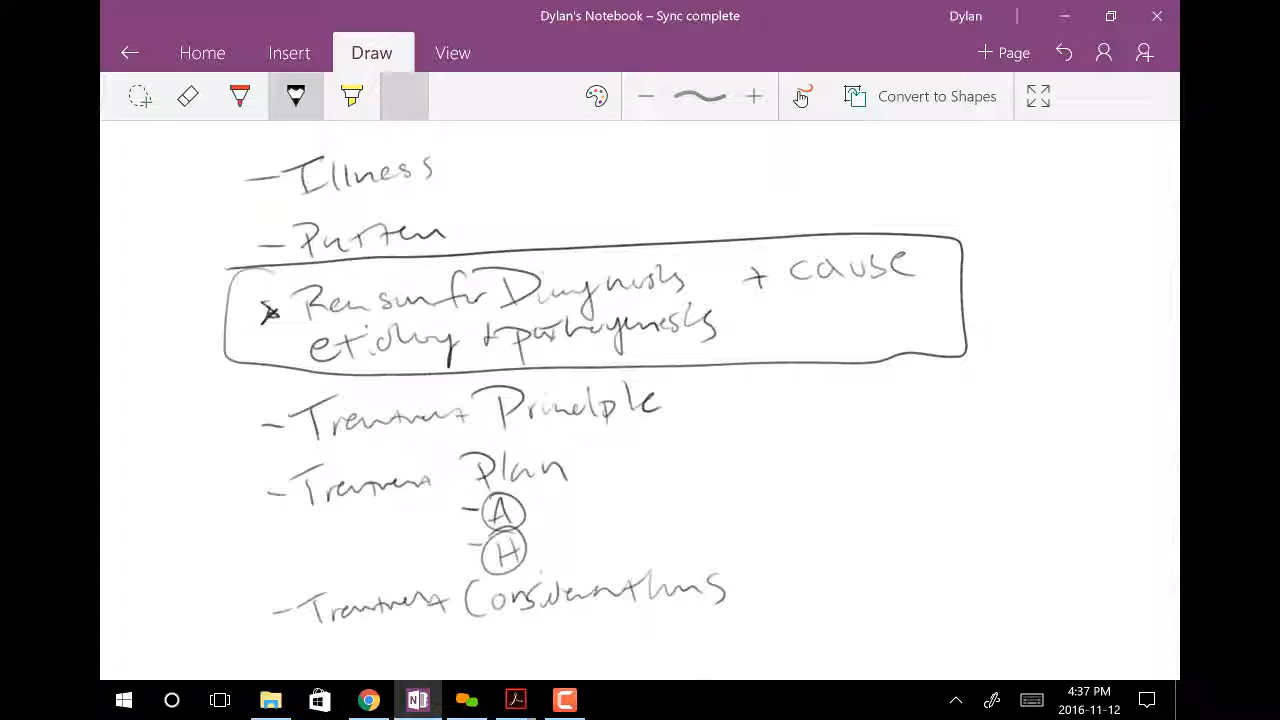 Dylan's Notebook – Sync complete
Dylan
Home Insert Draw View
Page
Convert to Shapes
- Illness
- Pattern
Reason for Diagnosis + cause
etiology + pathogenesis
- Treatment Principle
- Treatment Plan
- A
- H
- Treatment Considerations
4:37 PM
2016-11-12